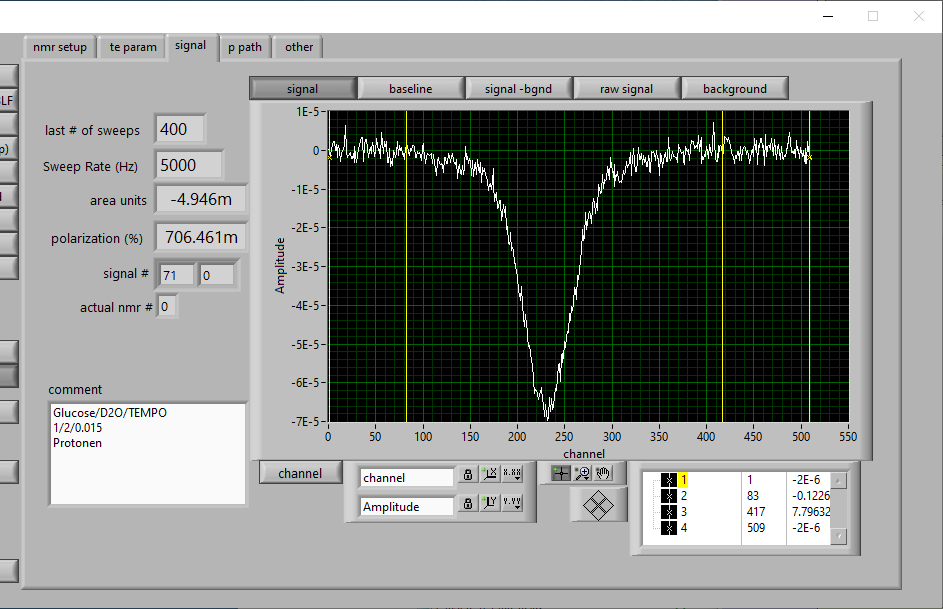 nmr setup te param signal p path other
signal baseline signal -bgnd raw signal background
LF
p)
last # of sweeps 400
Sweep Rate (Hz) 5000
area units -4.946m
polarization (%) 706.461m
signal # 71 0
actual nmr # 0
comment
Glucose/D2O/TEMPO
1/2/0.015
Protonen
Amplitude
1E-5
0
-1E-5
-2E-5
-3E-5
-4E-5
-5E-5
-6E-5
-7E-5
0 50 100 150 200 250 300 350 400 450 500 550
channel
channel
channel X X.XX
Amplitude Y Y.YY
1 1 -2E-6
2 83 -0.1226
3 417 7.79632
4 509 -2E-6